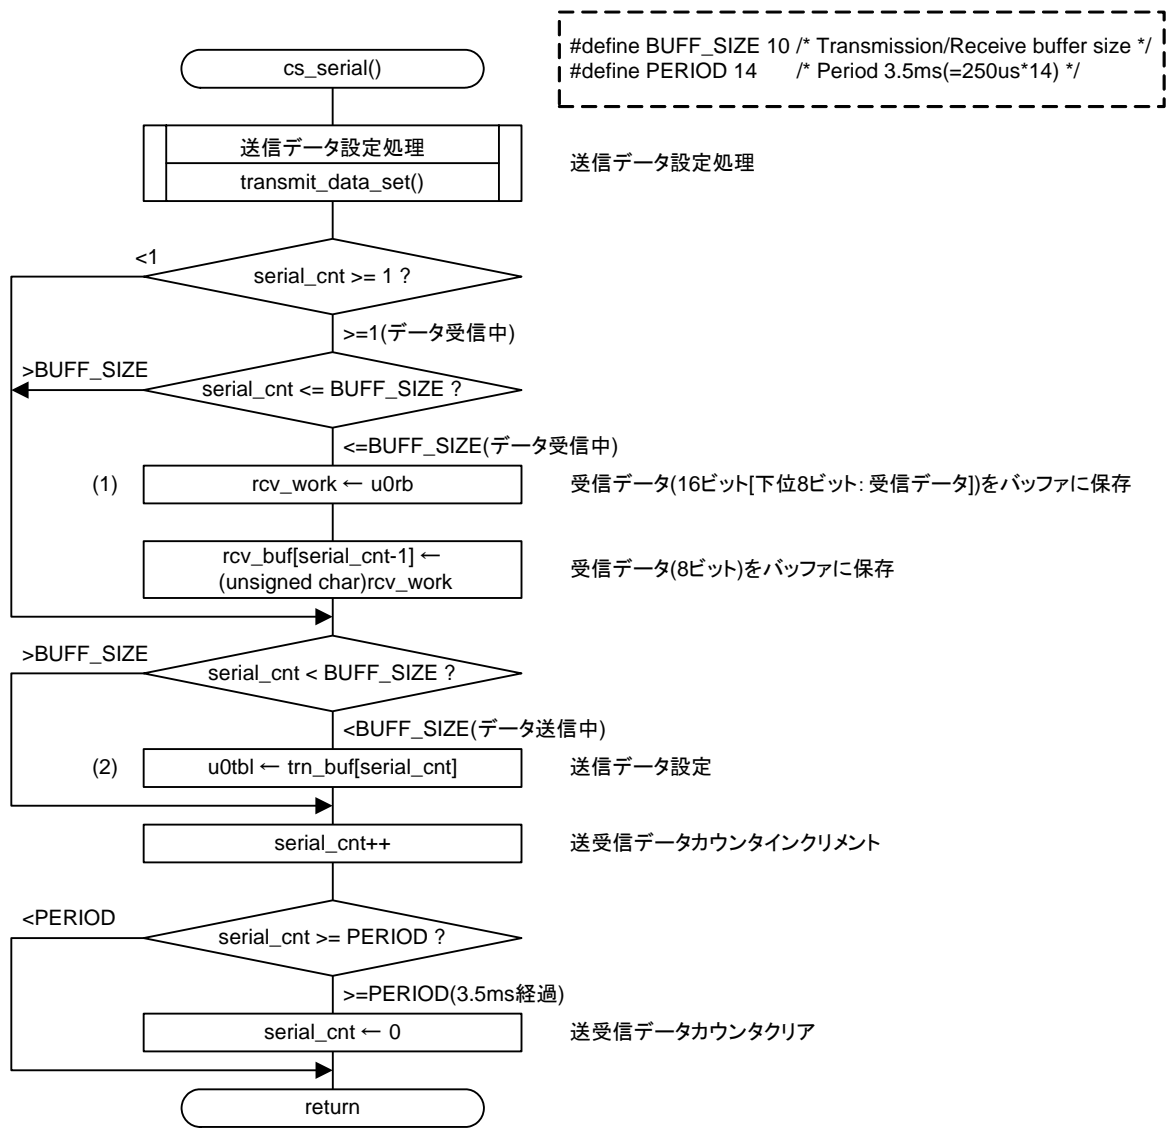 #define BUFF_SIZE 10 /* Transmission/Receive buffer size */
#define PERIOD 14 /* Period 3.5ms(=250us*14) */
cs_serial()
送信データ設定処理
transmit_data_set()
送信データ設定処理
<1
serial_cnt >= 1 ?
>=1(データ受信中)
>BUFF_SIZE
serial_cnt <= BUFF_SIZE ?
<=BUFF_SIZE(データ受信中)
(1)
rcv_work ← u0rb
受信データ(16ビット[下位8ビット: 受信データ])をバッファに保存
rcv_buf[serial_cnt-1] ←
(unsigned char)rcv_work
受信データ(8ビット)をバッファに保存
>BUFF_SIZE
serial_cnt < BUFF_SIZE ?
<BUFF_SIZE(データ送信中)
(2)
u0tbl ← trn_buf[serial_cnt]
送信データ設定
serial_cnt++
送受信データカウンタインクリメント
<PERIOD
serial_cnt >= PERIOD ?
>=PERIOD(3.5ms経過)
serial_cnt ← 0
送受信データカウンタクリア
return